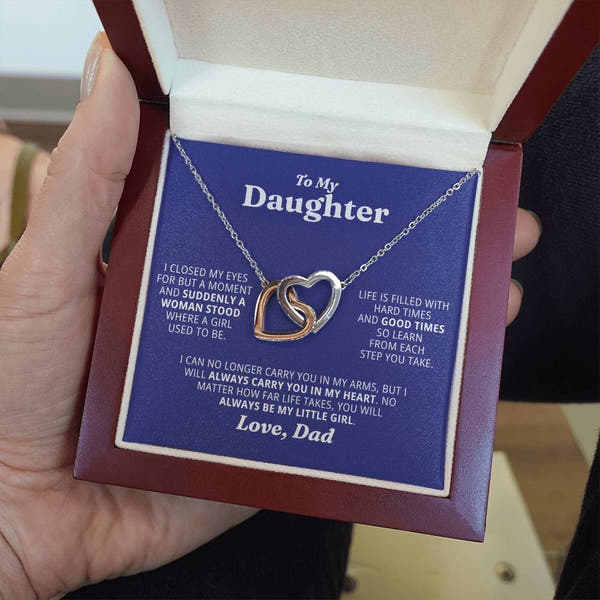 To My
Daughter
I CLOSED MY EYES
FOR BUT A MOMENT
AND SUDDENLY A
WOMAN STOOD
WHERE A GIRL
USED TO BE.
LIFE IS FILLED WITH
HARD TIMES
AND GOOD TIMES
SO LEARN
FROM EACH
STEP YOU TAKE.
I CAN NO LONGER CARRY YOU IN MY ARMS, BUT I
WILL ALWAYS CARRY YOU IN MY HEART. NO
MATTER HOW FAR LIFE TAKES, YOU WILL
ALWAYS BE MY LITTLE GIRL.
Love, Dad